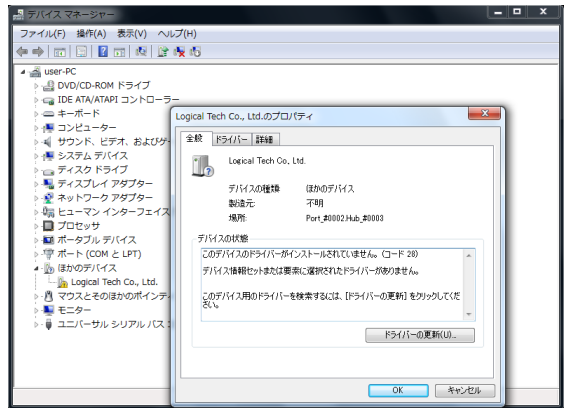 デバイス マネージャー
ファイル(F) 操作(A) 表示(V) ヘルプ(H)
user-PC
DVD/CD-ROM ドライブ
IDE ATA/ATAPI コントローラー
キーボード
コンピューター
サウンド、ビデオ、およびゲ
システム デバイス
ディスク ドライブ
ディスプレイ アダプター
ネットワーク アダプター
ヒューマン インターフェイス
プロセッサ
ポータブル デバイス
ポート (COM と LPT)
ほかのデバイス
Logical Tech Co., Ltd.
マウスとそのほかのポインテ
モニター
ユニバーサル シリアル バス
Logical Tech Co., Ltd.のプロパティ
全般 ドライバー 詳細
Logical Tech Co., Ltd.
デバイスの種類 ほかのデバイス
製造元: 不明
場所: Port_#0002.Hub_#0003
デバイスの状態
このデバイスのドライバーがインストールされていません。 (コード 28)
デバイス情報セットまたは要素に選択されたドライバーがありません。
このデバイス用のドライバーを検索するには、[ドライバーの更新] をクリックしてくだ
さい。
ドライバーの更新(U)...
OK キャンセル